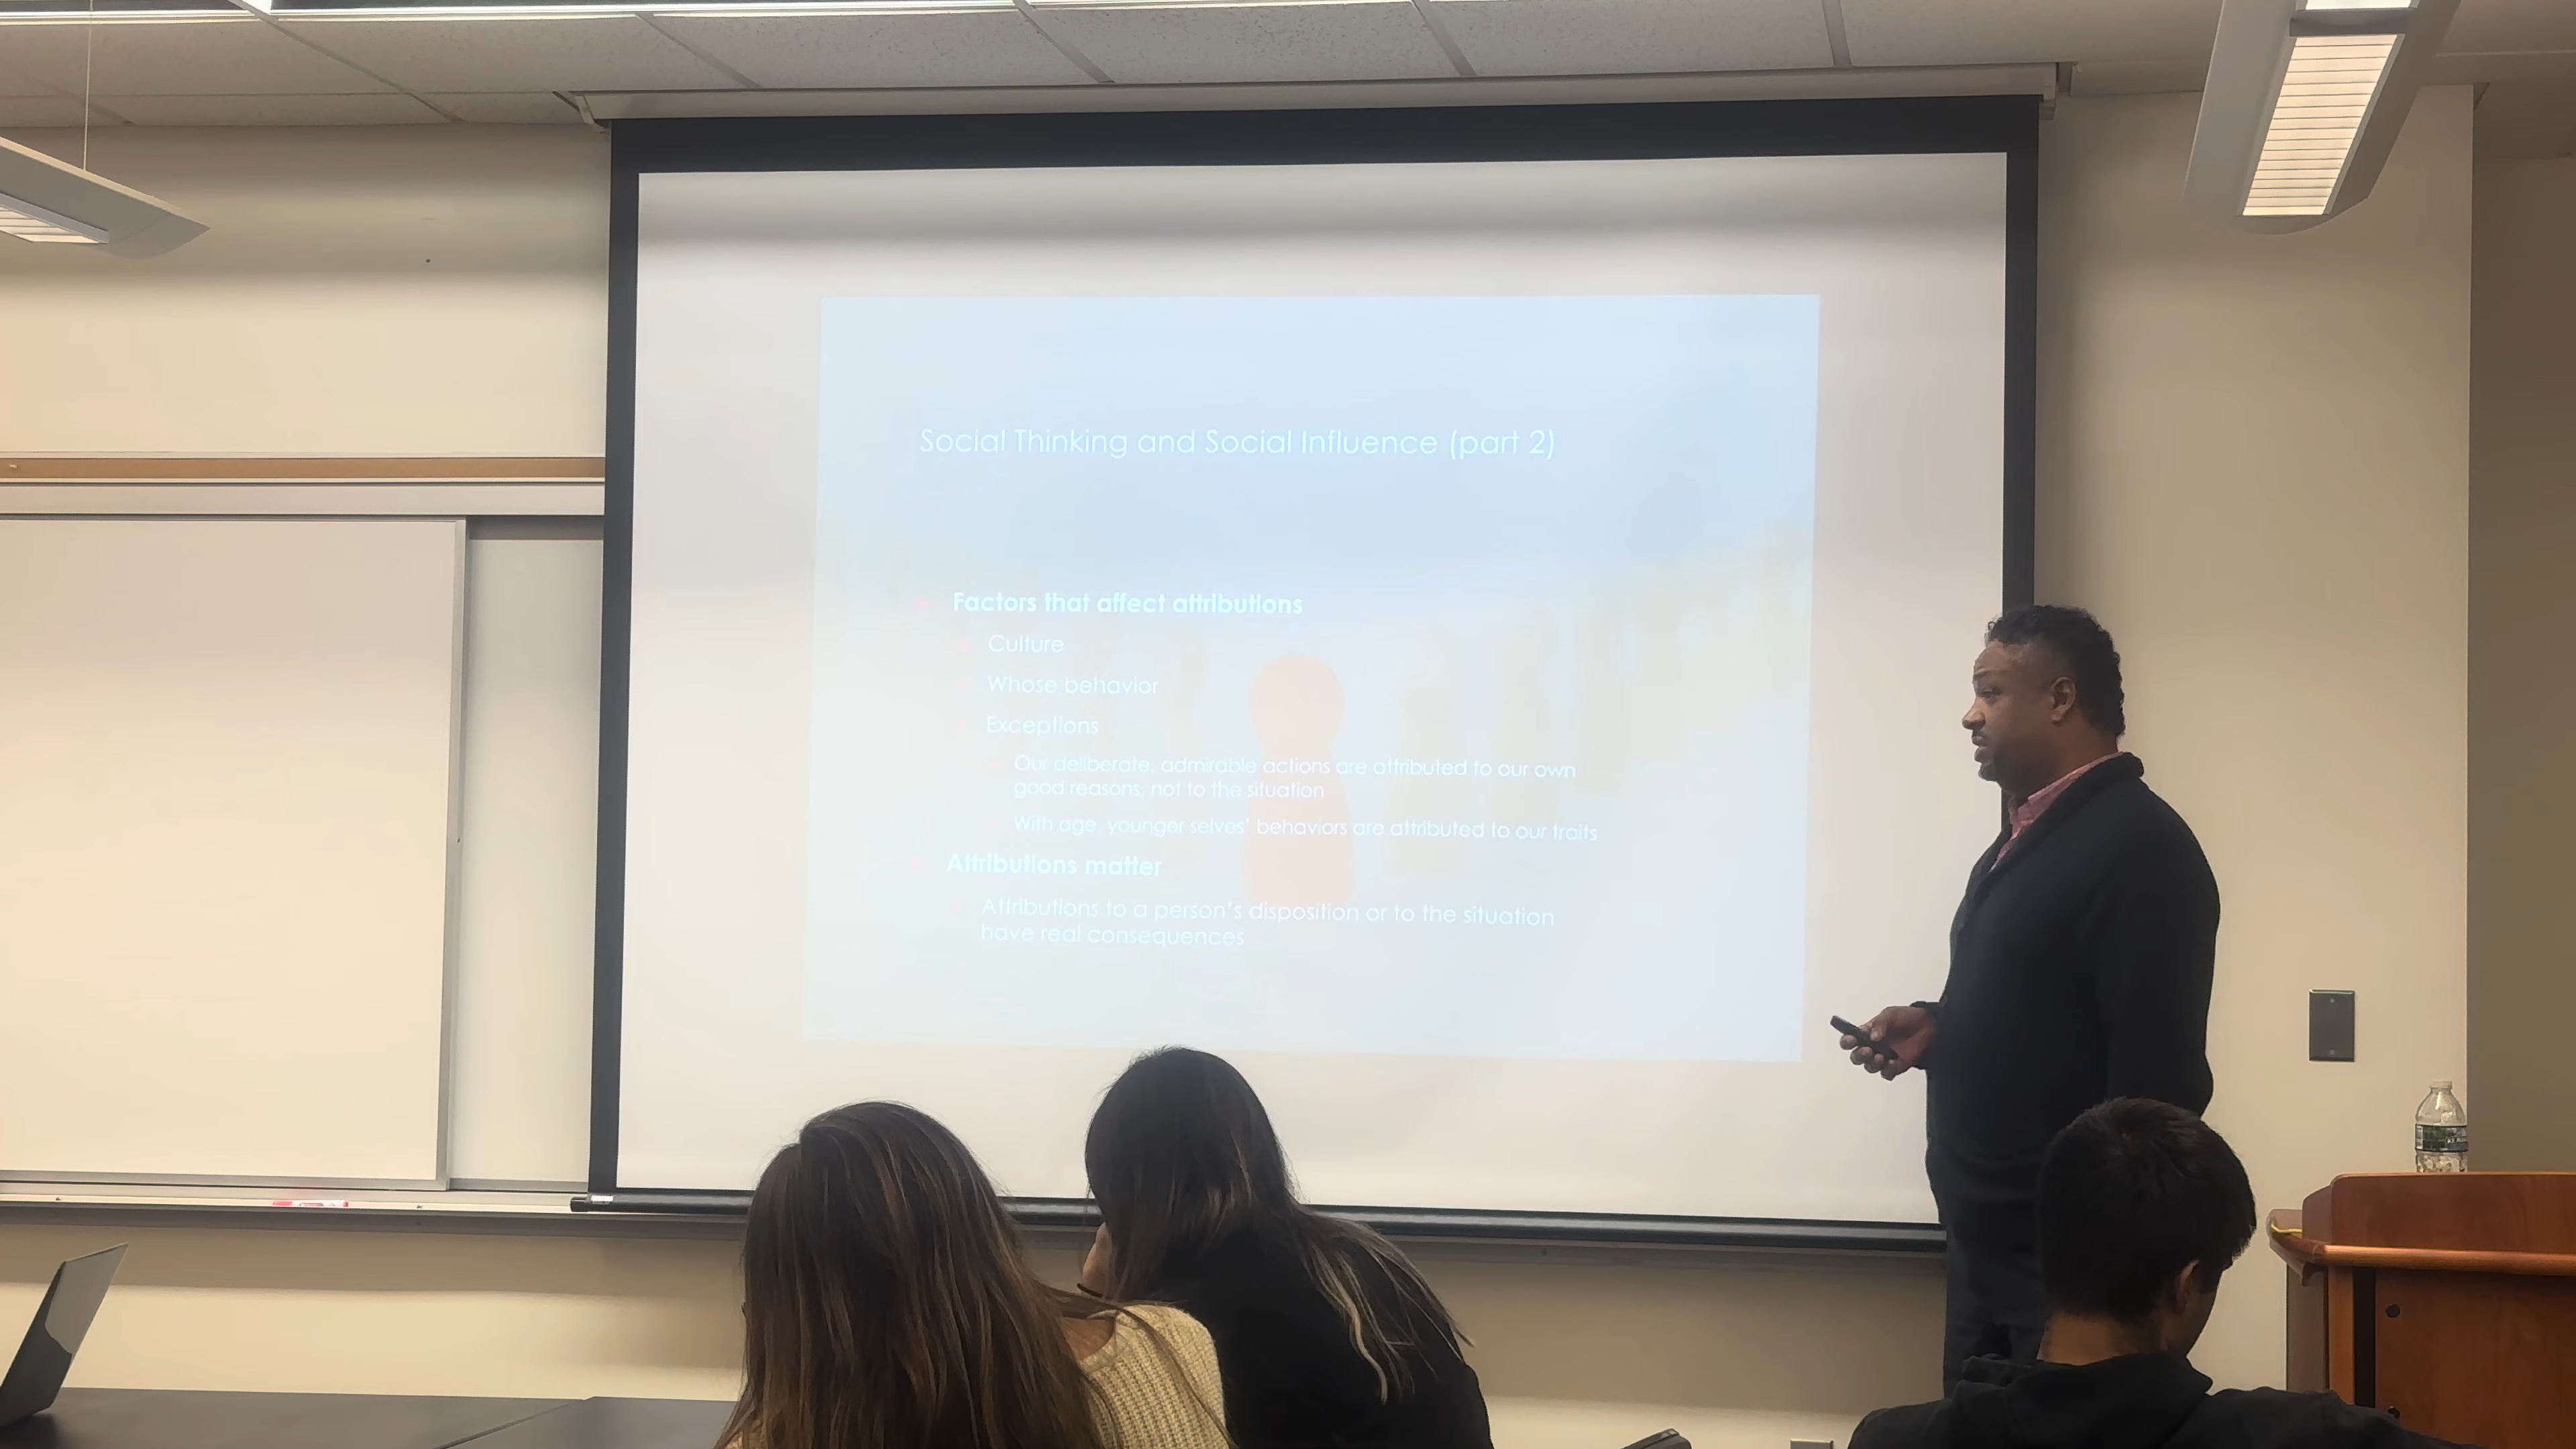 Social Thinking and Social Influence (part 2)
Factors that affect attributions
Culture
Whose behavior
Exceptions
Our deliberate, admirable actions are attributed to our own
good reasons, not to the situation
With age, younger selves' behaviors are attributed to our traits
Attributions matter
Attributions to a person's disposition or to the situation
have real consequences